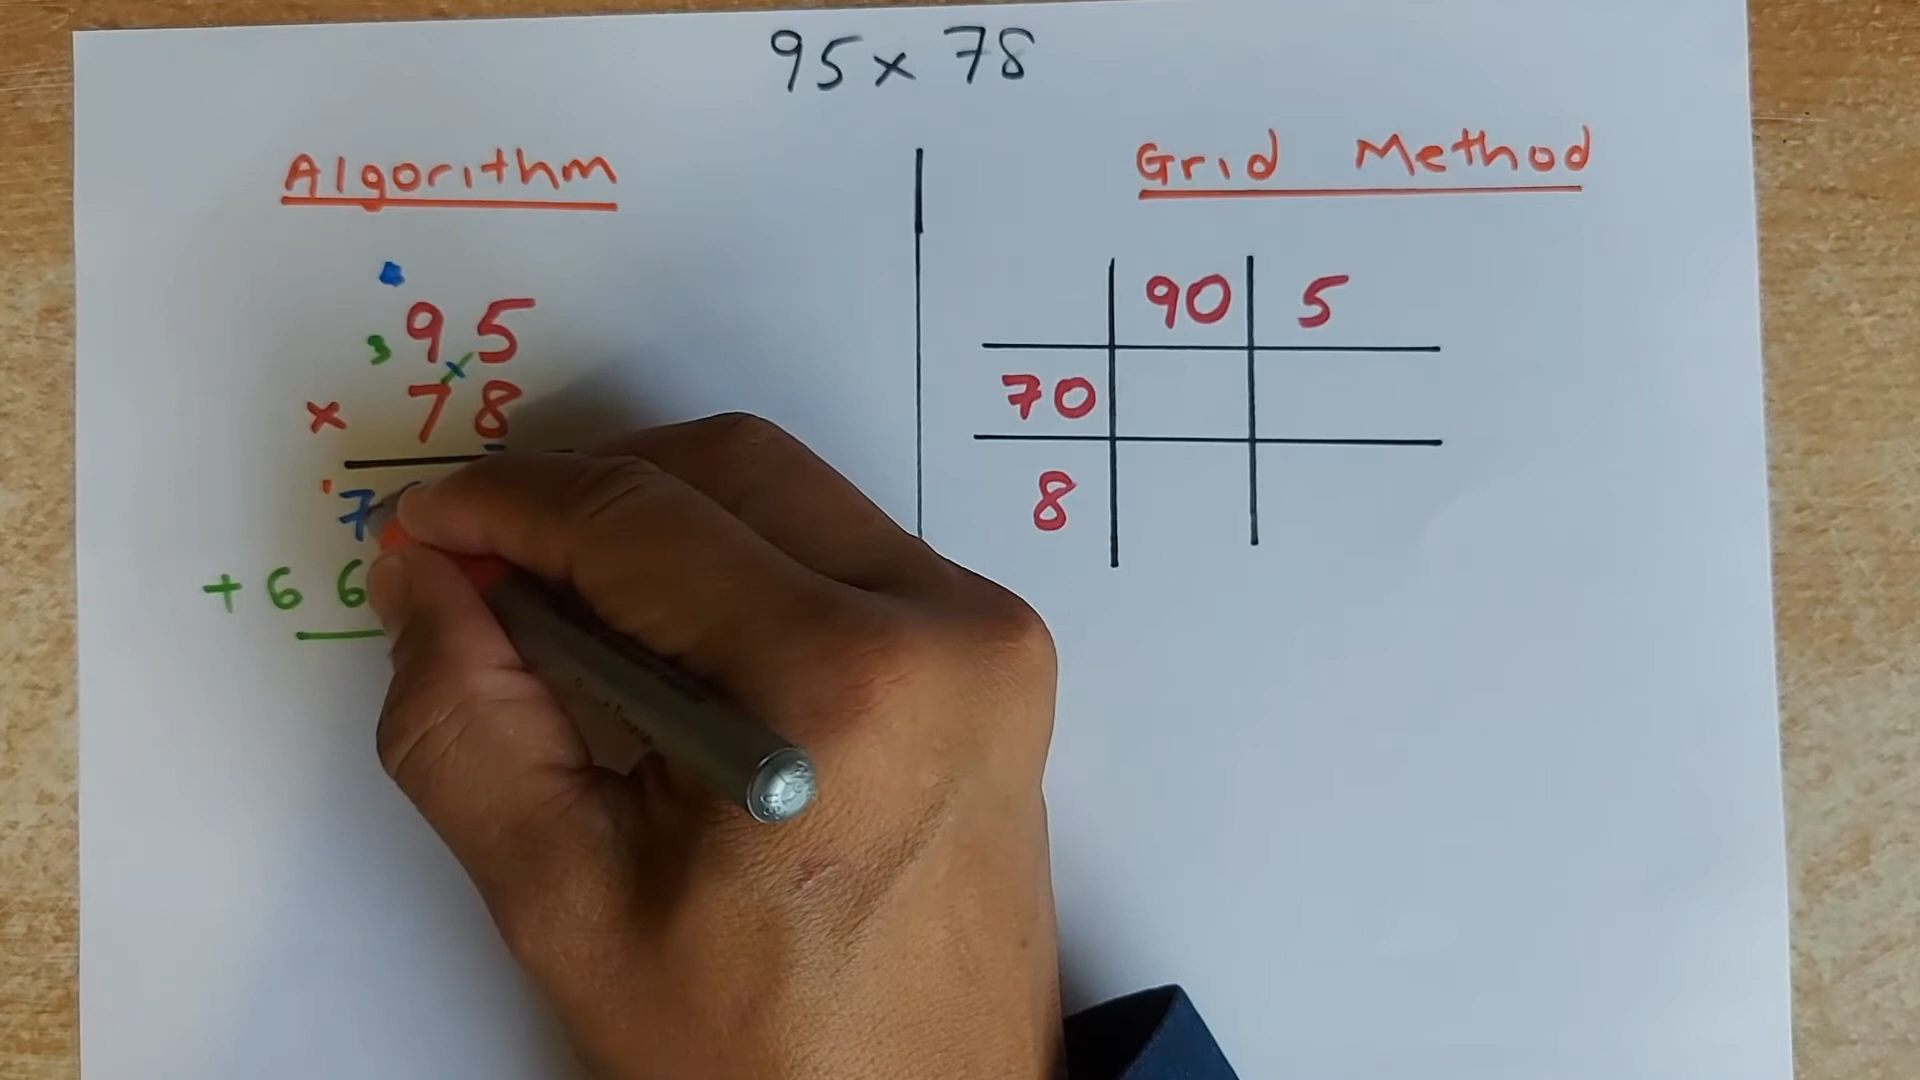 95 x 78
Algorithm
3 95
x 78
7
+ 6 6
Grid Method
90 5
70
8